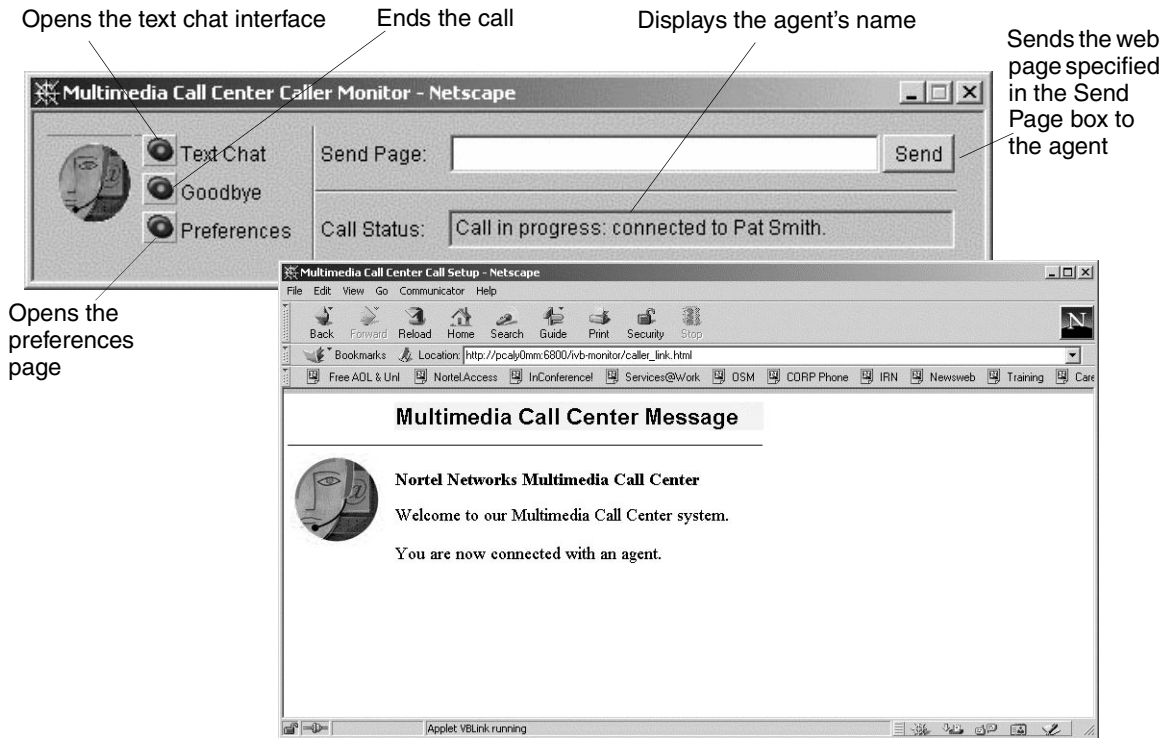 Opens the text chat interface
Ends the call
Displays the agent's name
Sends the web
page specified
in the Send
Page box to
the agent
Multimedia Call Center Caller Monitor - Netscape
Text Chat
Send Page:
Send
Goodbye
Preferences
Call Status:
Call in progress: connected to Pat Smith.
Opens the
preferences
page
Multimedia Call Center Call Setup - Netscape
File Edit View Go Communicator Help
Back Forward Reload Home Search Guide Print Security Stop
N
Bookmarks Location: http://pcaly0mm:6800/ivb-monitor/caller_link.html
Free AOL & Unl Nortel.Access InConference! Services@Work OSM CORP Phone IRN Newsweb Training Care
Multimedia Call Center Message
Nortel Networks Multimedia Call Center
Welcome to our Multimedia Call Center system.
You are now connected with an agent.
Applet VBLink running